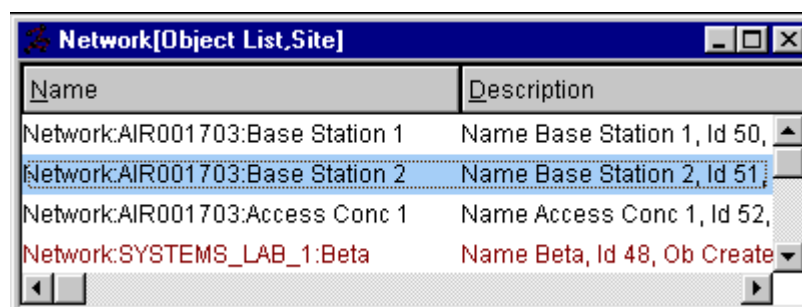 Network[Object List,Site]
Name Description
Network:AIR001703:Base Station 1 Name Base Station 1, Id 50,
Network:AIR001703:Base Station 2 Name Base Station 2, Id 51,
Network:AIR001703:Access Conc 1 Name Access Conc 1, Id 52,
Network:SYSTEMS_LAB_1:Beta Name Beta, Id 48, Ob Create